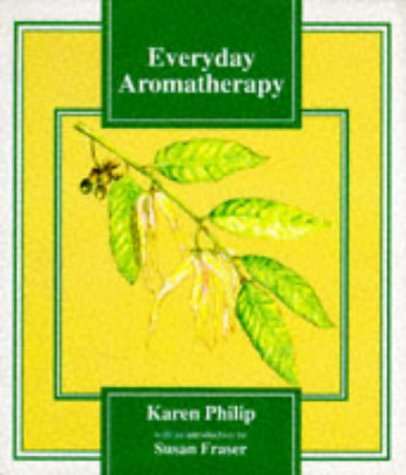 Everyday
Aromatherapy
Karen Philip
with an introduction by
Susan Fraser